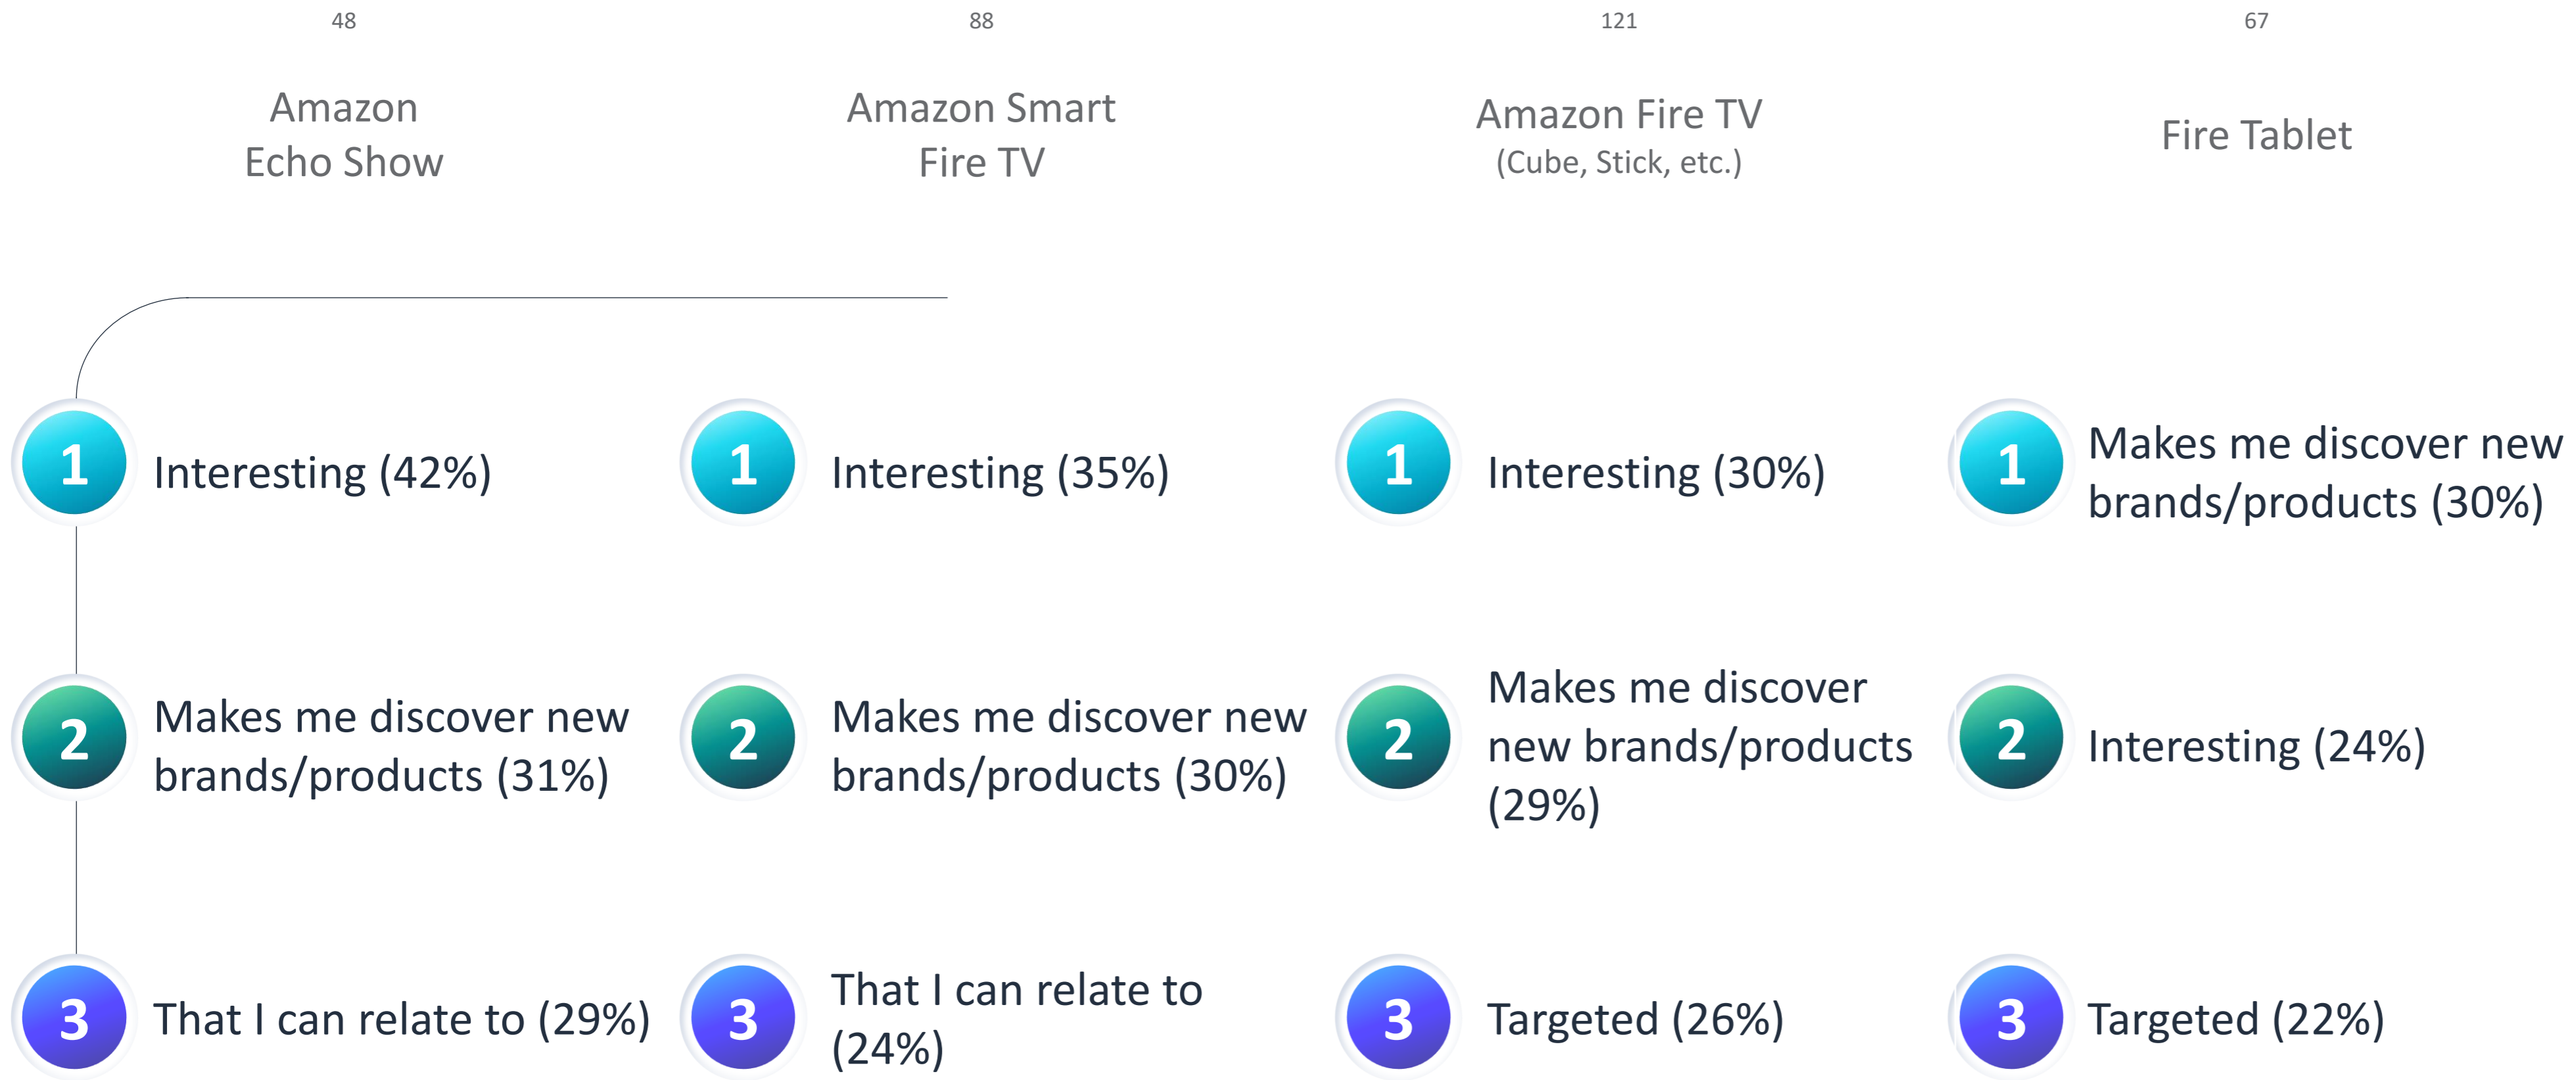 48
88
121
67
Amazon
Echo Show
Amazon Smart
Fire TV
Amazon Fire TV
(Cube, Stick, etc.)
Fire Tablet
1
Interesting (42%)
1
Interesting (35%)
1
Interesting (30%)
1
Makes me discover new
brands/products (30%)
2
Makes me discover new
brands/products (31%)
2
Makes me discover new
brands/products (30%)
2
Makes me discover
new brands/products
(29%)
2
Interesting (24%)
3
That I can relate to (29%)
3
That I can relate to
(24%)
3
Targeted (26%)
3
Targeted (22%)